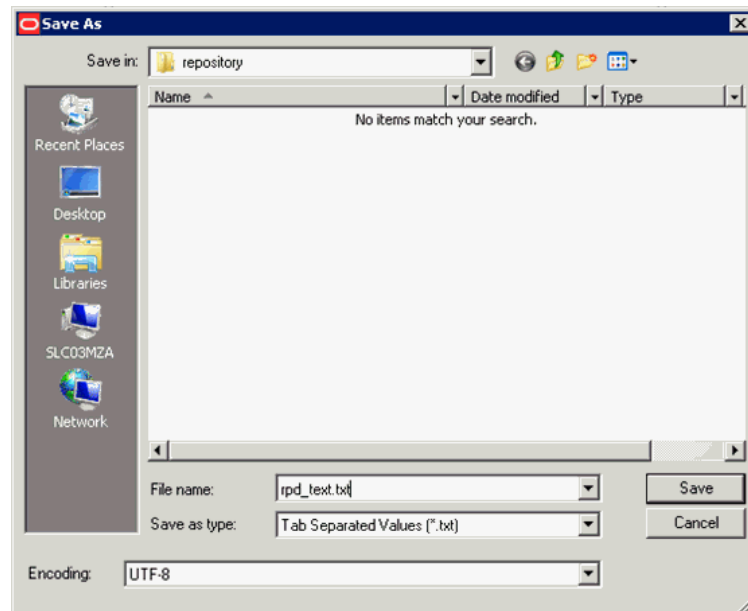 Save As
Save in: repository
Name Date modified Type
No items match your search.
Recent Places
Desktop
Libraries
SLC03MZA
Network
File name: rpd_text.txt Save
Save as type: Tab Separated Values (*.txt) Cancel
Encoding: UTF-8